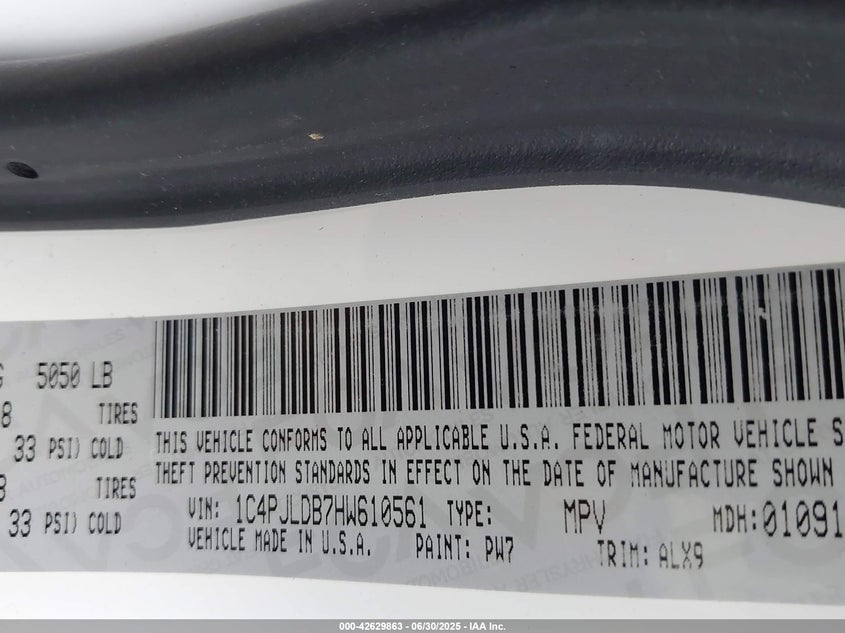 G 5050 LB
8 TIRES
33 PSI) COLD
8 TIRES
33 PSI) COLD
THIS VEHICLE CONFORMS TO ALL APPLICABLE U.S.A. FEDERAL MOTOR VEHICLE S
THEFT PREVENTION STANDARDS IN EFFECT ON THE DATE OF MANUFACTURE SHOWN
VIN: 1C4PJLDB7HW610561 TYPE: MPV MDH:01091
VEHICLE MADE IN U.S.A. PAINT: PW7 TRIM: ALX9
000-42629863 - 06/30/2025 - IAA Inc.